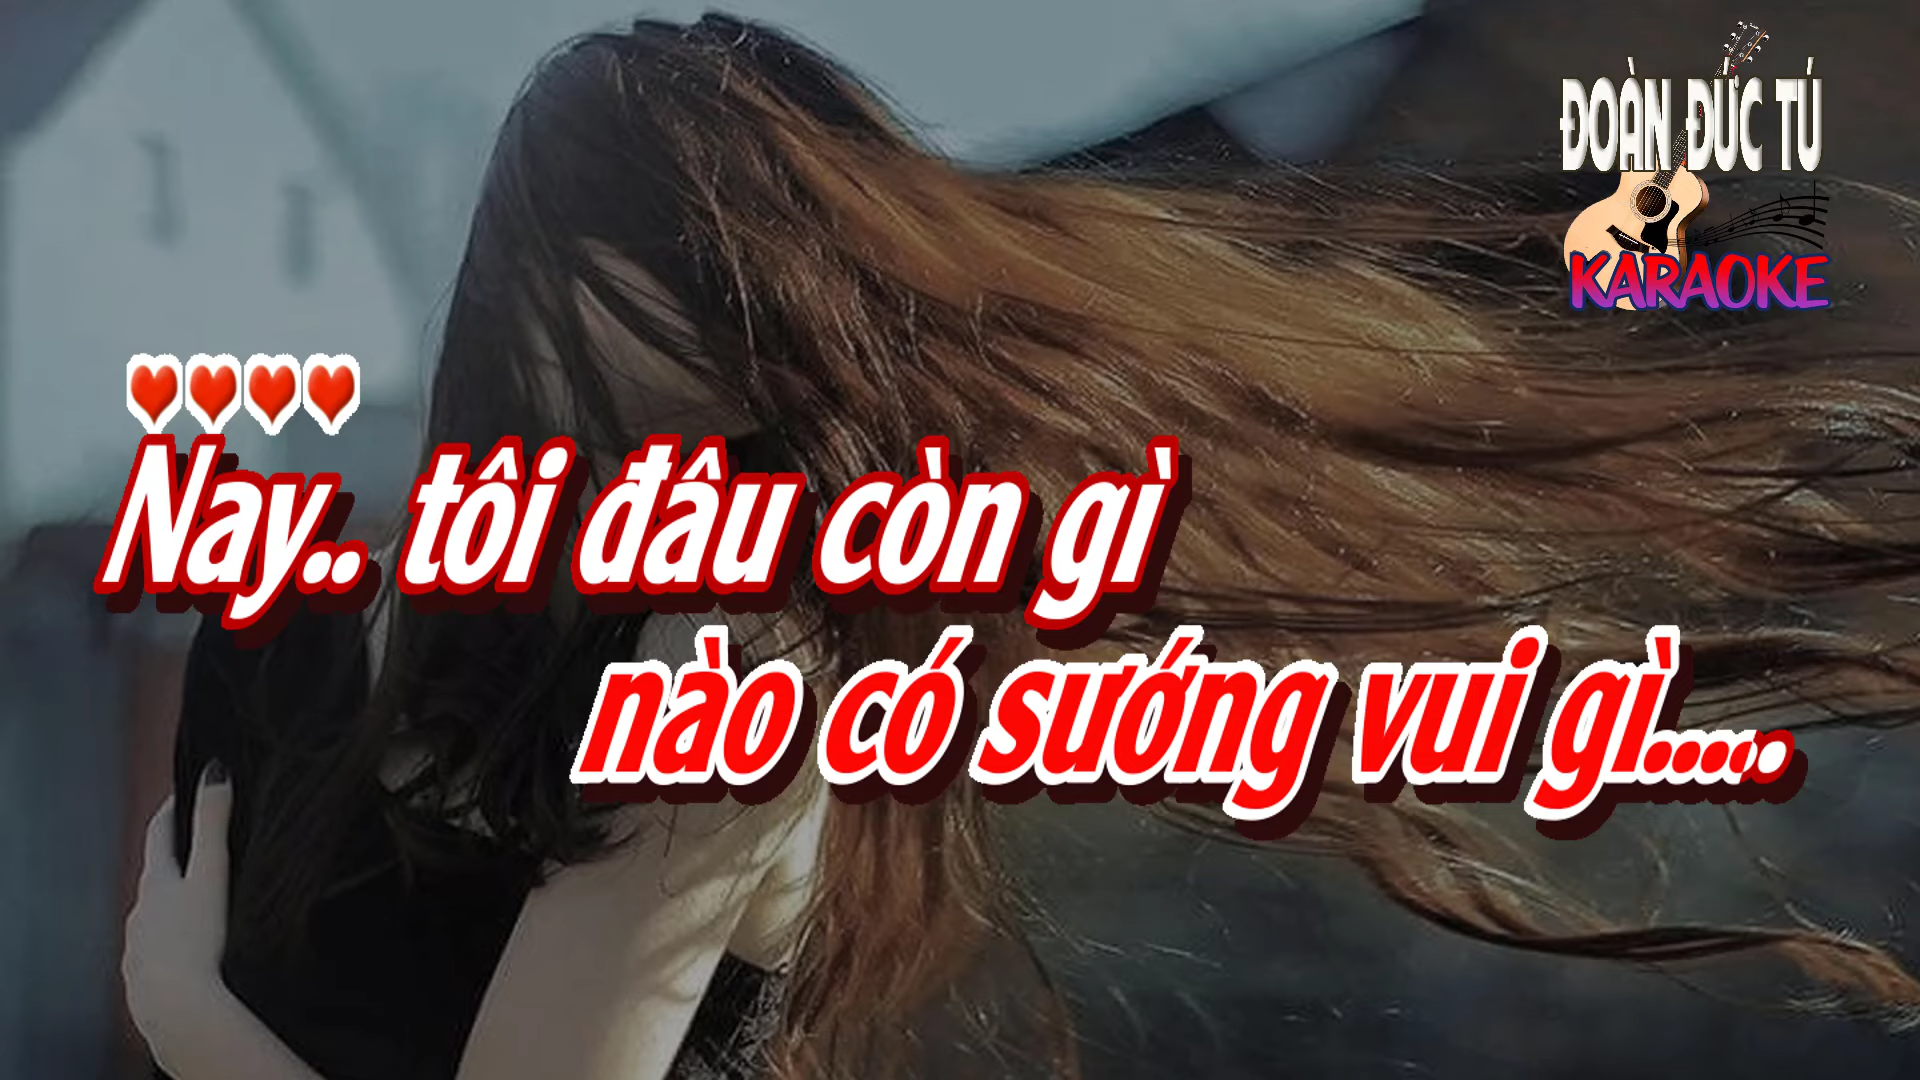 ĐOÀN ĐỨC TÚ
KARAOKE
Nay.. tôi đâu còn gì
nào có sướng vui gì.....